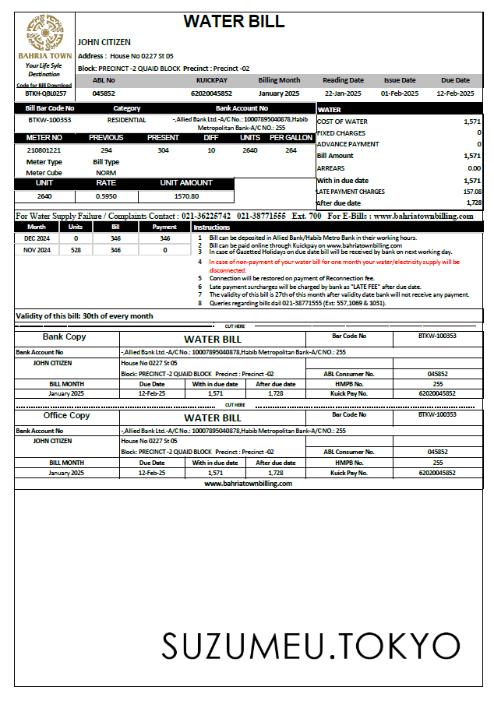 WATER BILL
BAHRIA TOWN
Your Life Syle
Destination
Code for Bill Download
BTKH-QBL0257
JOHN CITIZEN
Address : House No 0227 St 05
Block: PRECINCT -2 QUAID BLOCK Precinct : Precinct -02
ABL No KUICKPAY Billing Month Reading Date Issue Date Due Date
045852 62020045852 January 2025 22-Jan-2025 01-Feb-2025 12-Feb-2025
Bill Bar Code No Category Bank Account No
BTKW-100353 RESIDENTIAL -,Allied Bank Ltd.-A/C No.: 10007895040878,Habib
Metropolitan Bank-A/C NO.: 255
METER NO PREVIOUS PRESENT DIFF UNITS PER GALLON
210801221 294 304 10 2640 264
Meter Type Bill Type
Meter Cube NORM
UNIT RATE UNIT AMOUNT
2640 0.5950 1570.80
WATER
COST OF WATER 1,571
FIXED CHARGES 0
ADVANCE PAYMENT 0
Bill Amount 1,571
ARREARS 0.00
With in due date 1,571
LATE PAYMENT CHARGES 157.08
After due date 1,728
For Water Supply Failure / Complaints Contact : 021-36225742 021-38771555 Ext. 700 For E-Bills : www.bahriatownbilling.com
Month Units Bill Payment
DEC 2024 0 346 346
NOV 2024 528 346 0
Instructions
1 Bill can be deposited in Allied Bank/Habib Metro Bank in their working hours.
2 Bill can be paid online through Kuickpay on www.bahriatownbilling.com
3 In case of Gazetted Holidays on due date bill will be received by bank on next working day.
4 In case of non-payment of your water bill for one month your water/electricity supply will be
disconnected.
5 Connection will be restored on payment of Reconnection fee.
6 Late payment surcharges will be charged by bank as "LATE FEE" after due date.
7 The validity of this bill is 27th of this month after validity date bank will not receive any payment.
8 Queries regarding bills dail 021-38771555 (Ext: 557,1069 & 1051).
Validity of this bill: 30th of every month
CUT HERE
Bank Copy WATER BILL Bar Code No BTKW-100353
Bank Account No -,Allied Bank Ltd.-A/C No.: 10007895040878,Habib Metropolitan Bank-A/C NO.: 255
JOHN CITIZEN House No 0227 St 05
Block: PRECINCT -2 QUAID BLOCK Precinct : Precinct -02 ABL Consumer No. 045852
BILL MONTH Due Date With in due date After due date HMPB No. 255
January 2025 12-Feb-25 1,571 1,728 Kuick Pay No. 62020045852
CUT HERE
Office Copy WATER BILL Bar Code No BTKW-100353
Bank Account No -,Allied Bank Ltd.-A/C No.: 10007895040878,Habib Metropolitan Bank-A/C NO.: 255
JOHN CITIZEN House No 0227 St 05
Block: PRECINCT -2 QUAID BLOCK Precinct : Precinct -02 ABL Consumer No. 045852
BILL MONTH Due Date With in due date After due date HMPB No. 255
January 2025 12-Feb-25 1,571 1,728 Kuick Pay No. 62020045852
www.bahriatownbilling.com
SUZUMEU.TOKYO